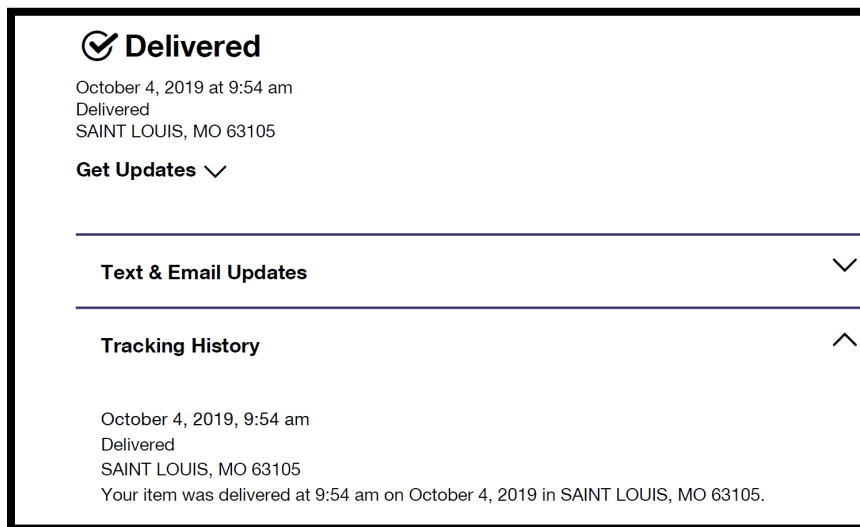 Delivered
October 4, 2019 at 9:54 am
Delivered
SAINT LOUIS, MO 63105
Get Updates
Text & Email Updates
Tracking History
October 4, 2019, 9:54 am
Delivered
SAINT LOUIS, MO 63105
Your item was delivered at 9:54 am on October 4, 2019 in SAINT LOUIS, MO 63105.